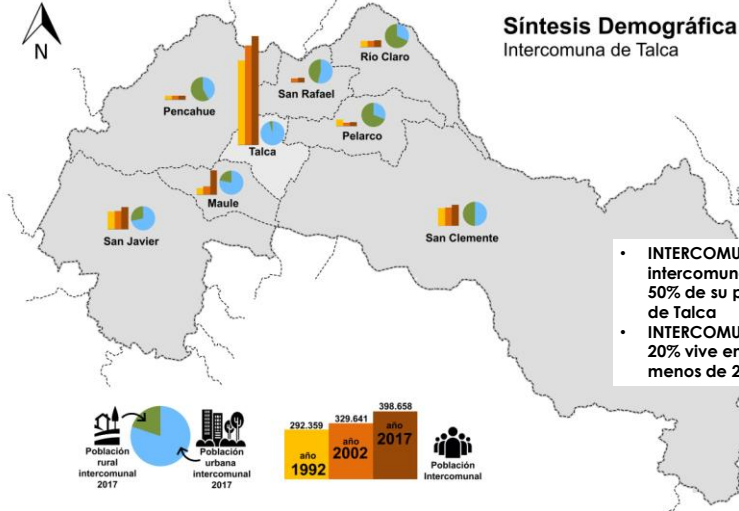 Síntesis Demográfica
Intercomuna de Talca
N
Río Claro
San Rafael
Pencahue
Pelarco
Talca
Maule
San Javier
San Clemente
• INTERCOMU
intercomun
50% de su p
de Talca
• INTERCOMU
20% vive en
menos de 2
Población
rural
intercomunal
2017
Población
urbana
intercomunal
2017
292.359
año
1992
329.641
año
2002
398.658
año
2017
Población
Intercomunal